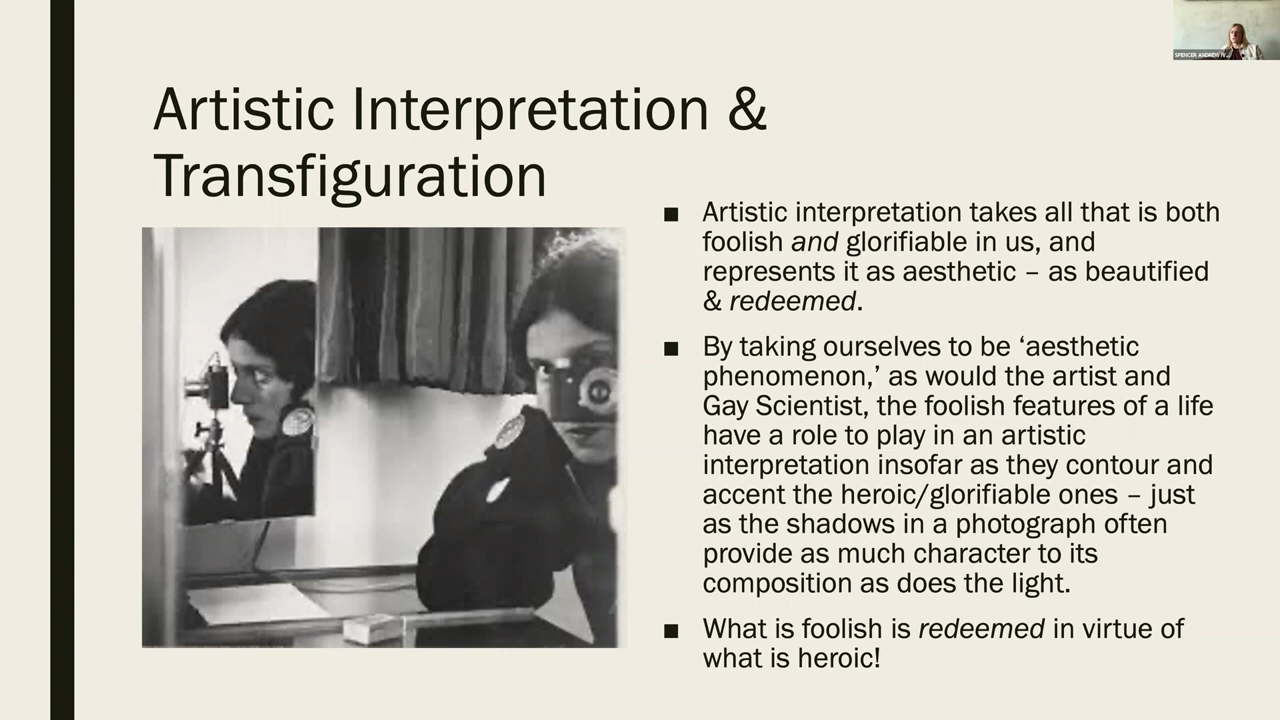 SPENCER ANDREW
Artistic Interpretation &
Transfiguration
■ Artistic interpretation takes all that is both
foolish and glorifiable in us, and
represents it as aesthetic – as beautified
& redeemed.
■ By taking ourselves to be ‘aesthetic
phenomenon,’ as would the artist and
Gay Scientist, the foolish features of a life
have a role to play in an artistic
interpretation insofar as they contour and
accent the heroic/glorifiable ones – just
as the shadows in a photograph often
provide as much character to its
composition as does the light.
■ What is foolish is redeemed in virtue of
what is heroic!